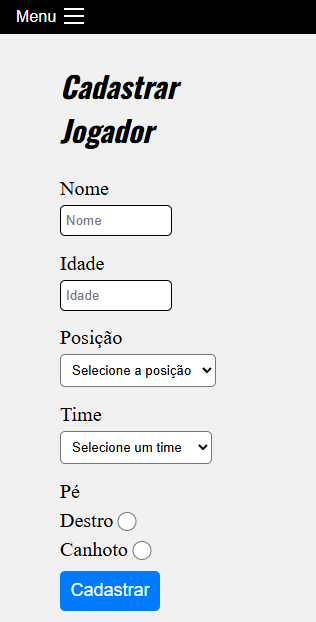 Menu
Cadastrar
Jogador
Nome
Nome
Idade
Idade
Posição
Selecione a posição
Time
Selecione um time
Pé
Destro
Canhoto
Cadastrar